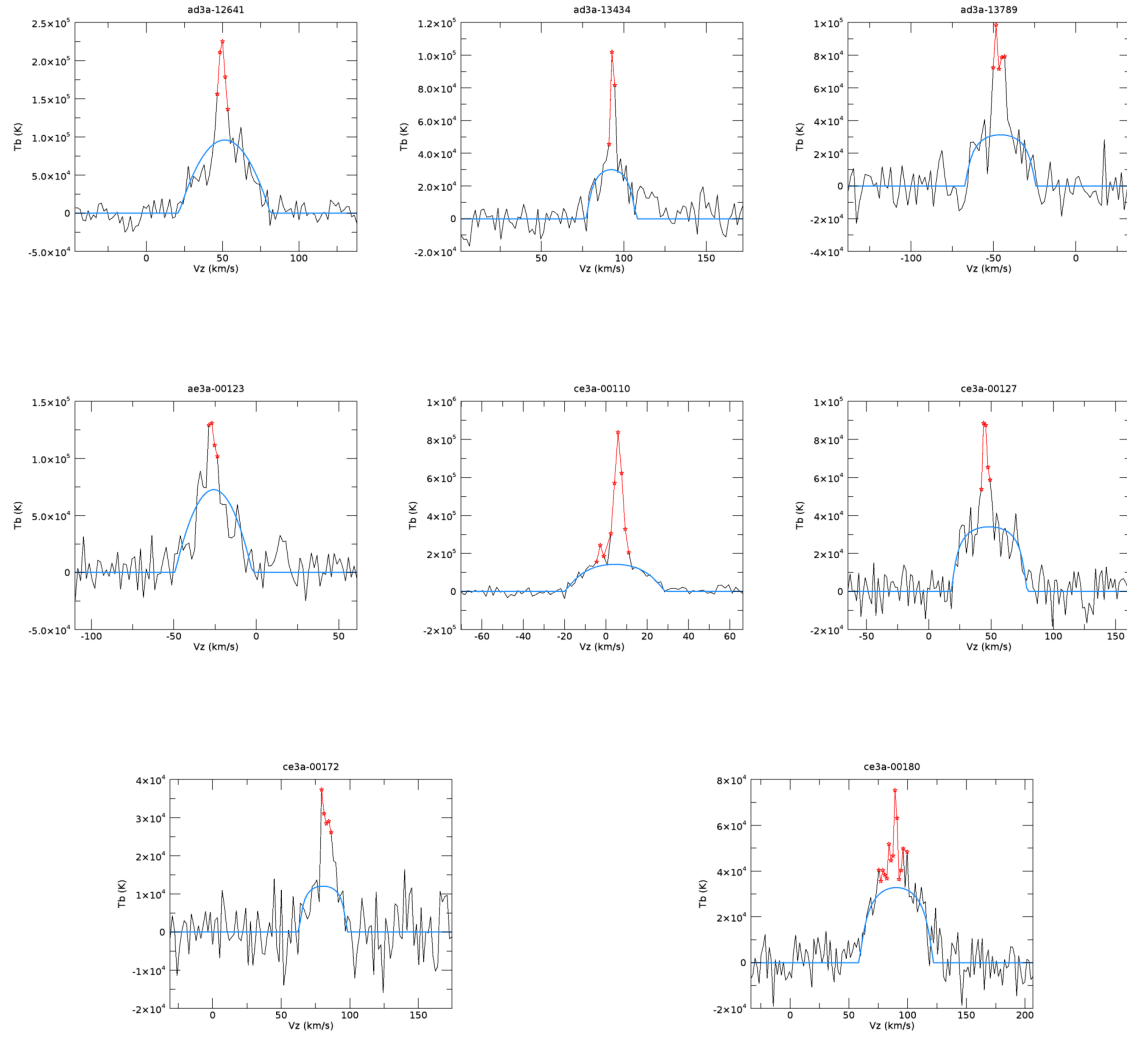 ad3a-12641
2.5×10⁵
2.0×10⁵
1.5×10⁵
1.0×10⁵
5.0×10⁴
0
-5.0×10⁴
Tb (K)
0 50 100
Vz (km/s)
ad3a-13434
1.2×10⁵
1.0×10⁵
8.0×10⁴
6.0×10⁴
4.0×10⁴
2.0×10⁴
0
-2.0×10⁴
Tb (K)
50 100 150
Vz (km/s)
ad3a-13789
1×10⁵
8×10⁴
6×10⁴
4×10⁴
2×10⁴
0
-2×10⁴
-4×10⁴
Tb (K)
-100 -50 0
Vz (km/s)
ae3a-00123
1.5×10⁵
1.0×10⁵
5.0×10⁴
0
-5.0×10⁴
Tb (K)
-100 -50 0 50
Vz (km/s)
ce3a-00110
1×10⁶
8×10⁵
6×10⁵
4×10⁵
2×10⁵
0
-2×10⁵
Tb (K)
-60 -40 -20 0 20 40 60
Vz (km/s)
ce3a-00127
1×10⁵
8×10⁴
6×10⁴
4×10⁴
2×10⁴
0
-2×10⁴
Tb (K)
-50 0 50 100 150
Vz (km/s)
ce3a-00172
4×10⁴
3×10⁴
2×10⁴
1×10⁴
0
-1×10⁴
-2×10⁴
Tb (K)
0 50 100 150
Vz (km/s)
ce3a-00180
8×10⁴
6×10⁴
4×10⁴
2×10⁴
0
-2×10⁴
Tb (K)
0 50 100 150 200
Vz (km/s)